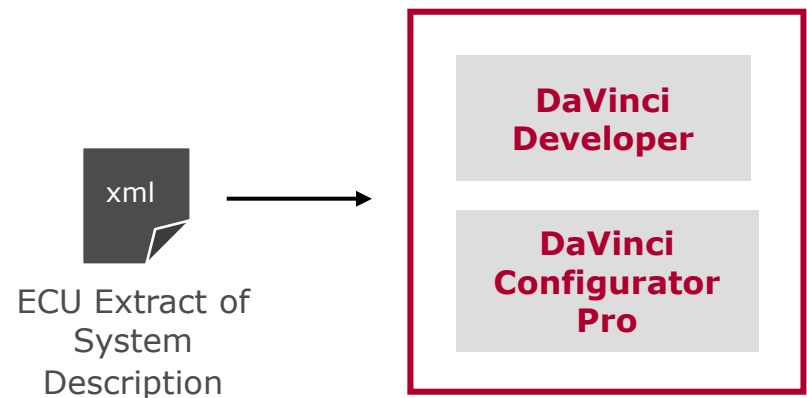 xml
ECU Extract of
System
Description
DaVinci
Developer
DaVinci
Configurator
Pro